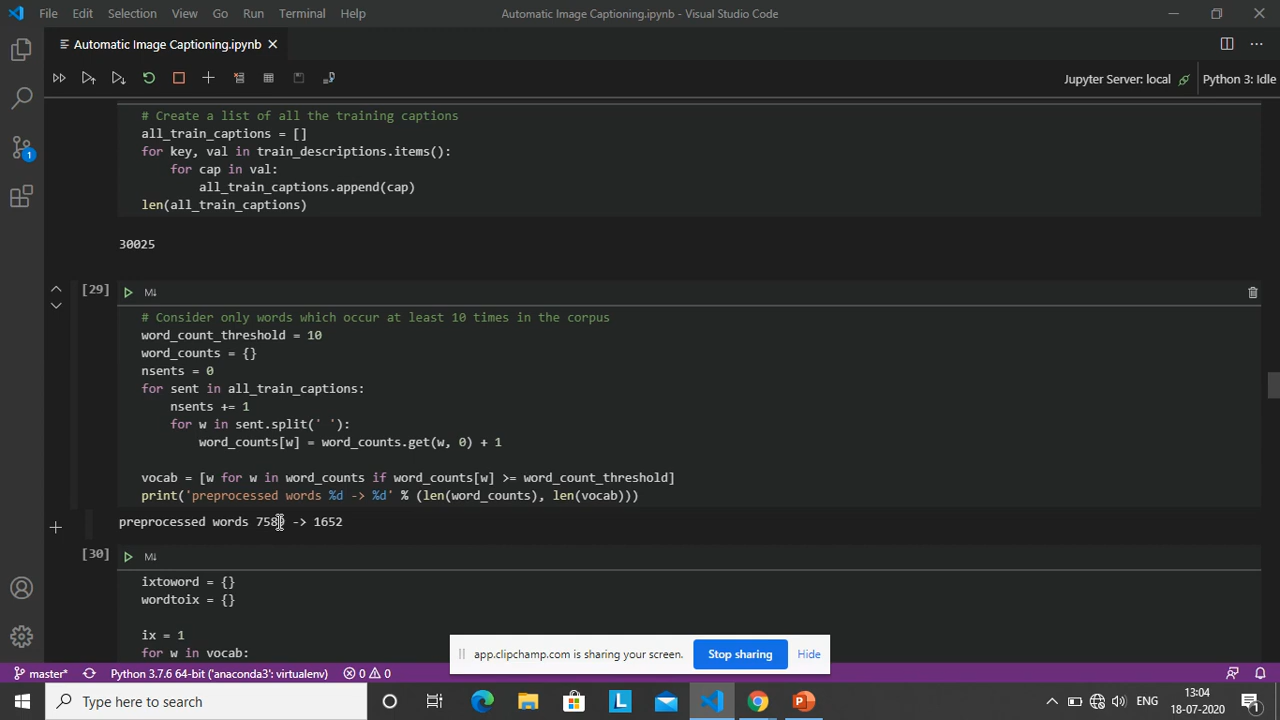 File Edit Selection View Go Run Terminal Help Automatic Image Captioning.ipynb - Visual Studio Code
Automatic Image Captioning.ipynb
Jupyter Server: local Python 3: Idle
# Create a list of all the training captions
all_train_captions = []
for key, val in train_descriptions.items():
for cap in val:
all_train_captions.append(cap)
len(all_train_captions)
30025
[29]
M↓
# Consider only words which occur at least 10 times in the corpus
word_count_threshold = 10
word_counts = {}
nsents = 0
for sent in all_train_captions:
nsents += 1
for w in sent.split(' '):
word_counts[w] = word_counts.get(w, 0) + 1
vocab = [w for w in word_counts if word_counts[w] >= word_count_threshold]
print('preprocessed words %d -> %d' % (len(word_counts), len(vocab)))
preprocessed words -> 1652
[30]
M↓
ixtoword = {}
wordtoix = {}
ix = 1
for w in vocab:
app.clipchamp.com is sharing your screen. Stop sharing Hide
master* Python 3.7.6 64-bit ('anaconda3': virtualenv) 0 0
Type here to search
ENG
13:04
18-07-2020
1
1